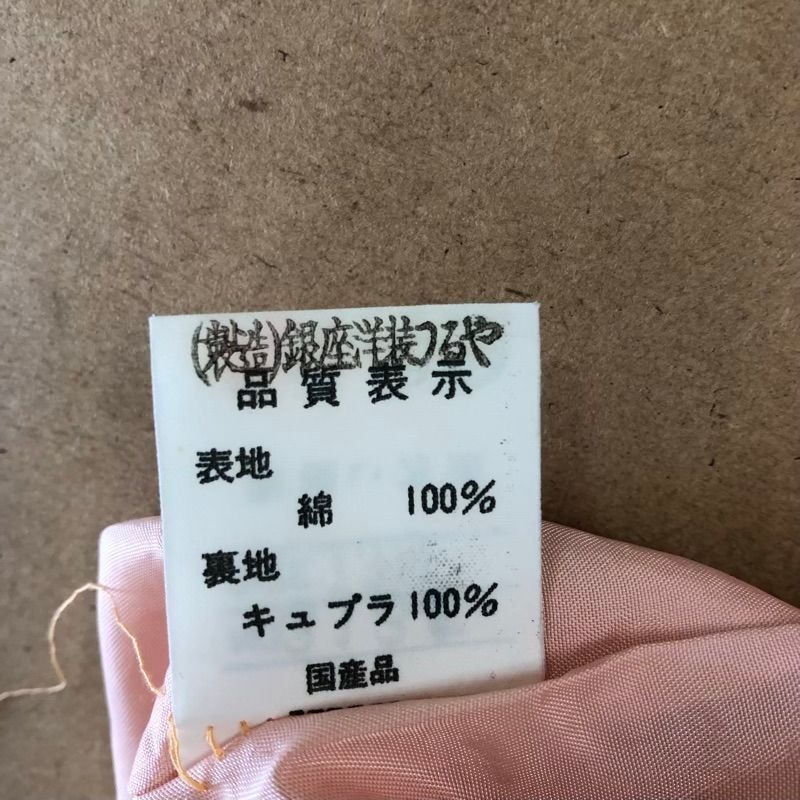 (製造)銀座洋装つるや
品質表示
表地
綿 100%
裏地
キュプラ 100%
国産品